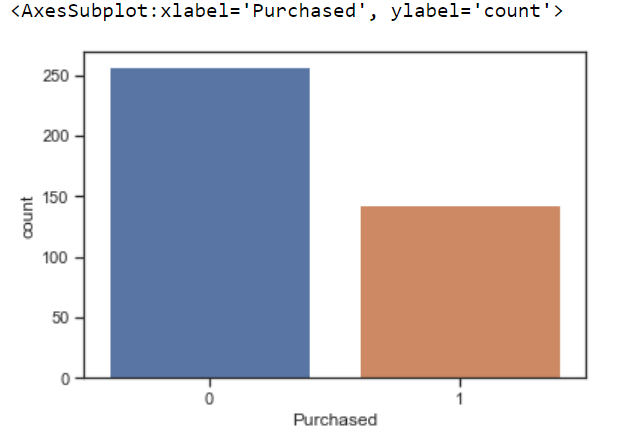 <AxesSubplot:xlabel='Purchased', ylabel='count'>
250
200
150
100
50
0
count
0 1
Purchased